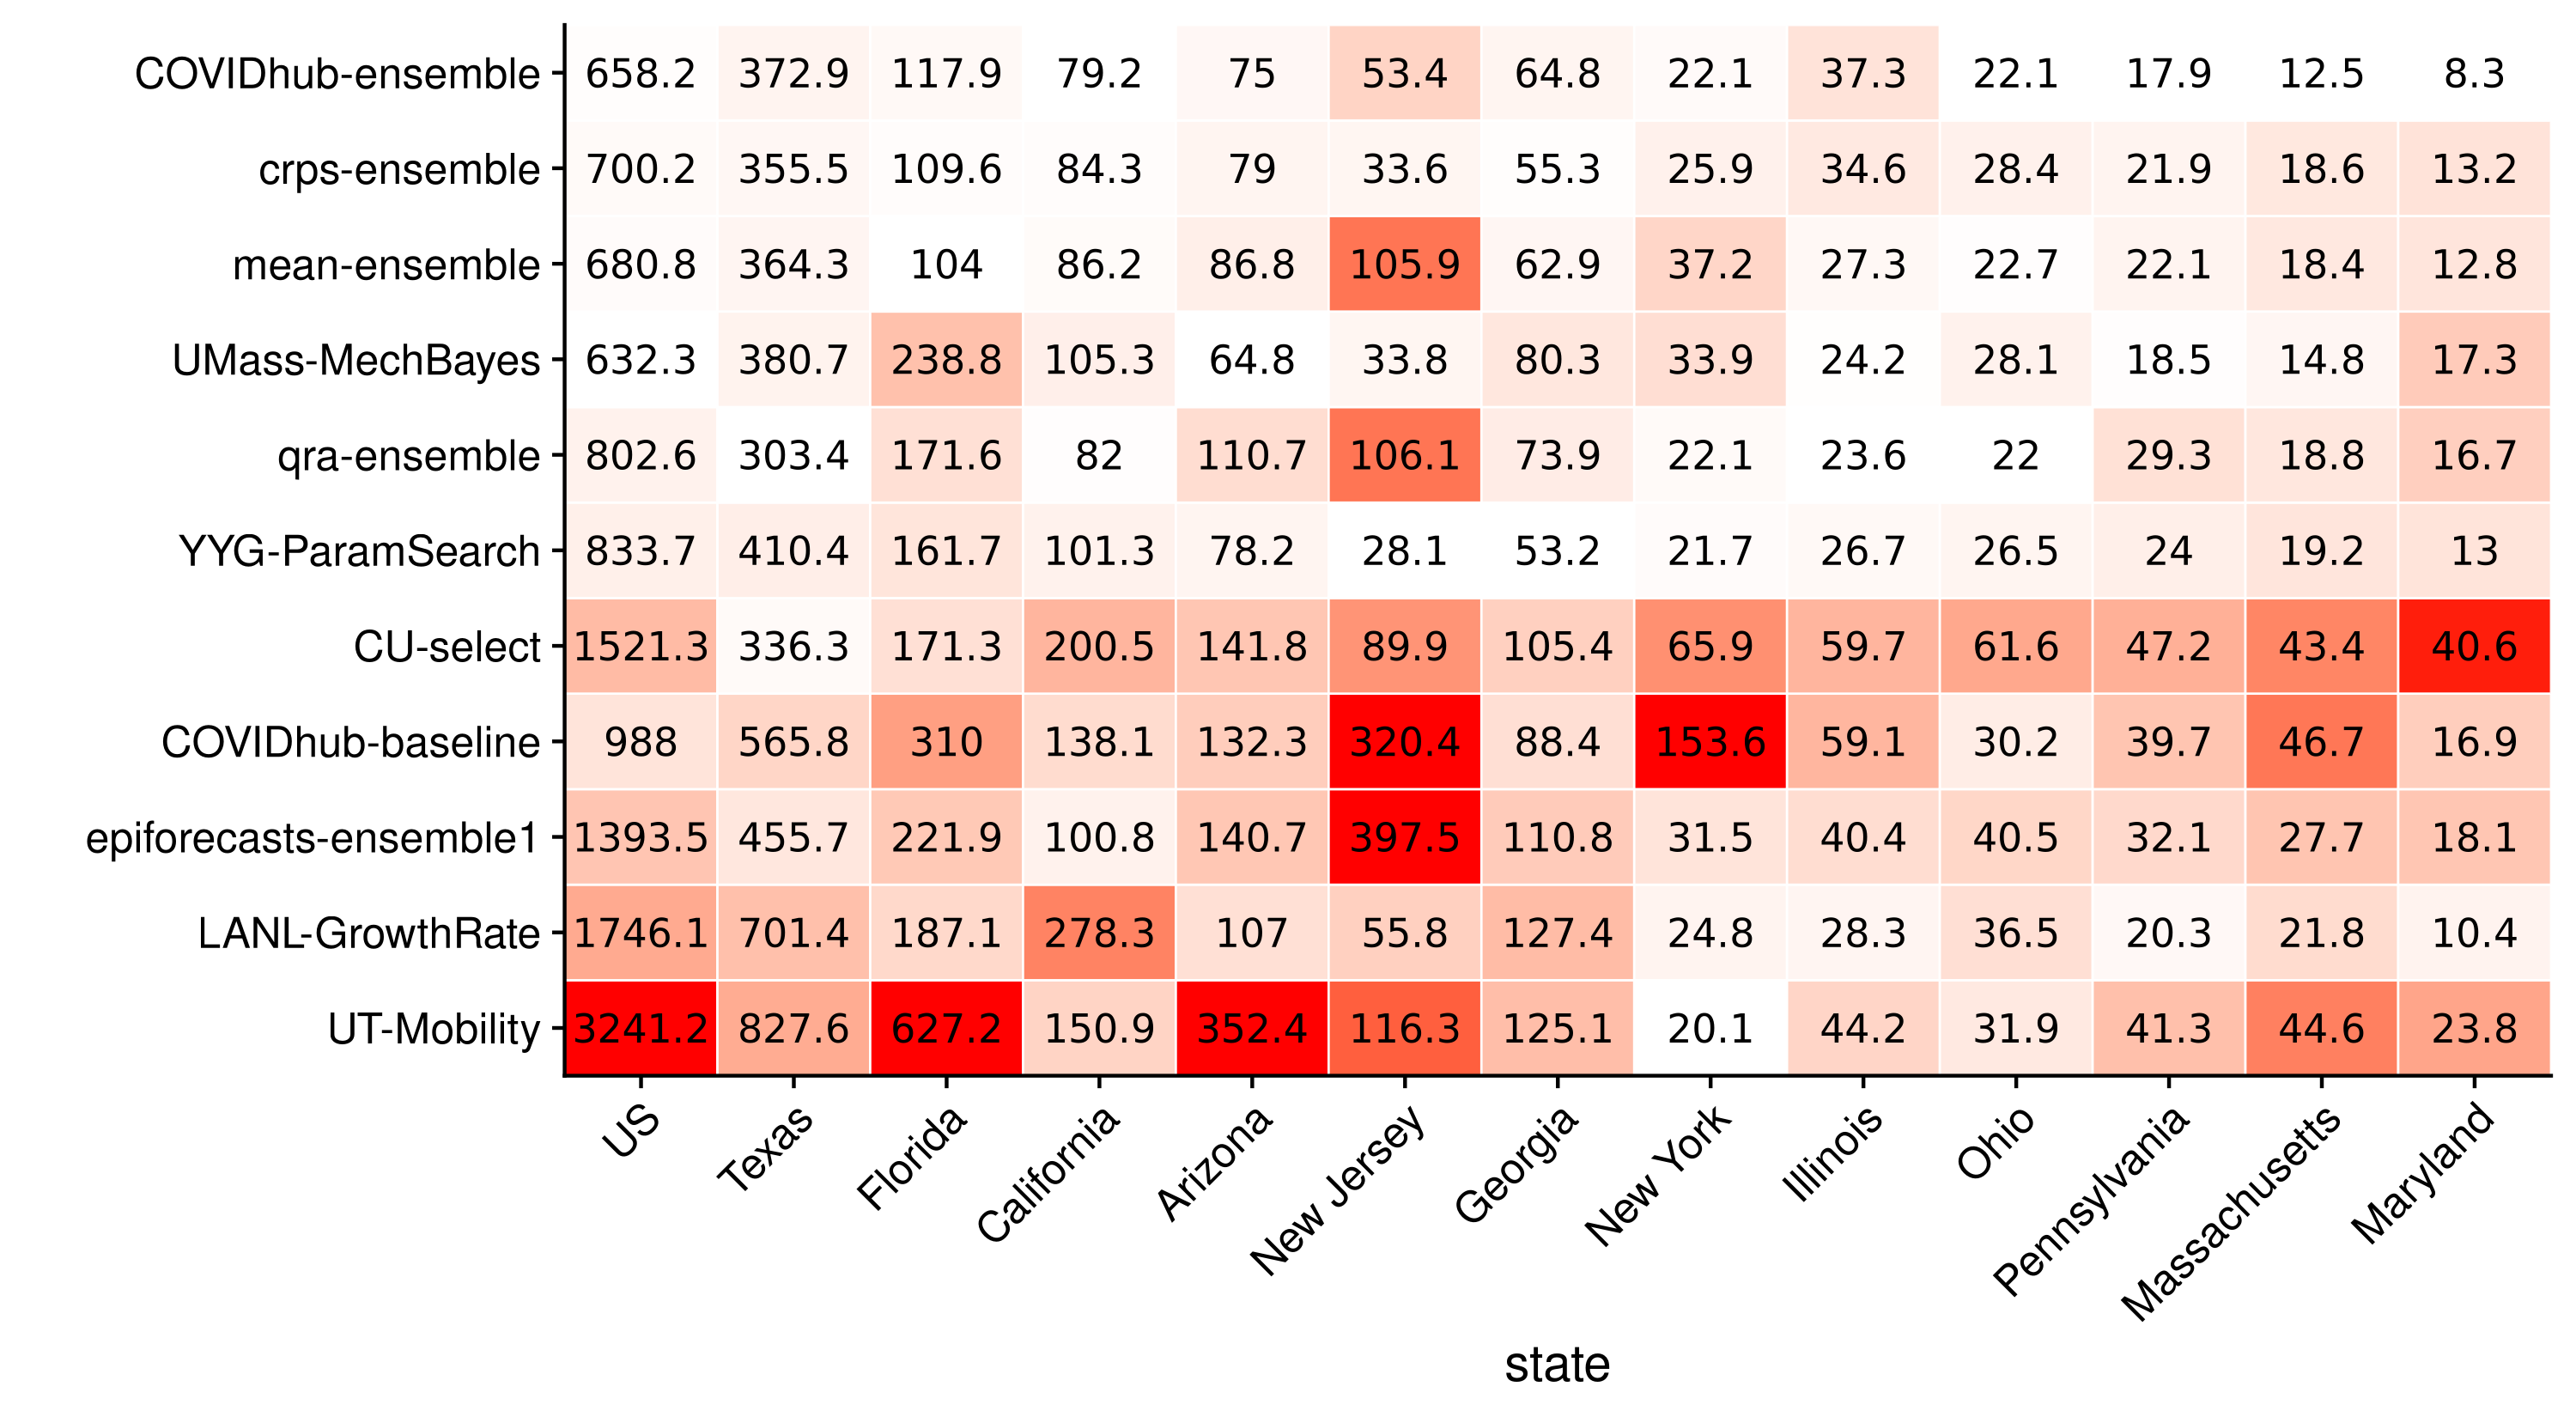 COVIDhub-ensemble 658.2 372.9 117.9 79.2 75 53.4 64.8 22.1 37.3 22.1 17.9 12.5 8.3
crps-ensemble 700.2 355.5 109.6 84.3 79 33.6 55.3 25.9 34.6 28.4 21.9 18.6 13.2
mean-ensemble 680.8 364.3 104 86.2 86.8 105.9 62.9 37.2 27.3 22.7 22.1 18.4 12.8
UMass-MechBayes 632.3 380.7 238.8 105.3 64.8 33.8 80.3 33.9 24.2 28.1 18.5 14.8 17.3
qra-ensemble 802.6 303.4 171.6 82 110.7 106.1 73.9 22.1 23.6 22 29.3 18.8 16.7
YYG-ParamSearch 833.7 410.4 161.7 101.3 78.2 28.1 53.2 21.7 26.7 26.5 24 19.2 13
CU-select 1521.3 336.3 171.3 200.5 141.8 89.9 105.4 65.9 59.7 61.6 47.2 43.4 40.6
COVIDhub-baseline 988 565.8 310 138.1 132.3 320.4 88.4 153.6 59.1 30.2 39.7 46.7 16.9
epiforecasts-ensemble1 1393.5 455.7 221.9 100.8 140.7 397.5 110.8 31.5 40.4 40.5 32.1 27.7 18.1
LANL-GrowthRate 1746.1 701.4 187.1 278.3 107 55.8 127.4 24.8 28.3 36.5 20.3 21.8 10.4
UT-Mobility 3241.2 827.6 627.2 150.9 352.4 116.3 125.1 20.1 44.2 31.9 41.3 44.6 23.8
US Texas Florida California Arizona New Jersey Georgia New York Illinois Ohio Pennsylvania Massachusetts Maryland
state